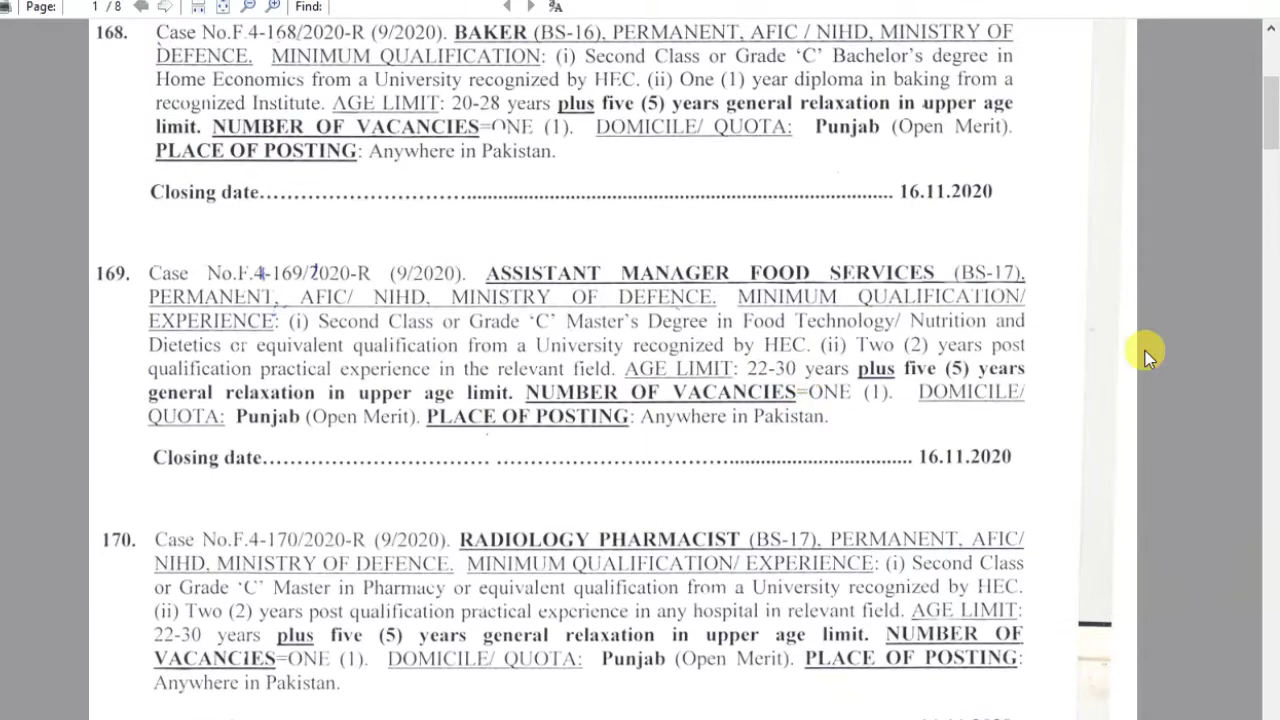 Page: 1 / 8 Find:
168. Case No.F.4-168/2020-R (9/2020). BAKER (BS-16), PERMANENT, AFIC / NIHD, MINISTRY OF
DEFENCE. MINIMUM QUALIFICATION: (i) Second Class or Grade ‘C’ Bachelor’s degree in
Home Economics from a University recognized by HEC. (ii) One (1) year diploma in baking from a
recognized Institute. AGE LIMIT: 20-28 years plus five (5) years general relaxation in upper age
limit. NUMBER OF VACANCIES=ONE (1). DOMICILE/ QUOTA: Punjab (Open Merit).
PLACE OF POSTING: Anywhere in Pakistan.
Closing date........................................................................................................ 16.11.2020
169. Case No.F.4-169/2020-R (9/2020). ASSISTANT MANAGER FOOD SERVICES (BS-17),
PERMANENT, AFIC/ NIHD, MINISTRY OF DEFENCE. MINIMUM QUALIFICATION/
EXPERIENCE: (i) Second Class or Grade ‘C’ Master’s Degree in Food Technology/ Nutrition and
Dietetics or equivalent qualification from a University recognized by HEC. (ii) Two (2) years post
qualification practical experience in the relevant field. AGE LIMIT: 22-30 years plus five (5) years
general relaxation in upper age limit. NUMBER OF VACANCIES=ONE (1). DOMICILE/
QUOTA: Punjab (Open Merit). PLACE OF POSTING: Anywhere in Pakistan.
Closing date................................. ........................................................................ 16.11.2020
170. Case No.F.4-170/2020-R (9/2020). RADIOLOGY PHARMACIST (BS-17), PERMANENT, AFIC/
NIHD, MINISTRY OF DEFENCE. MINIMUM QUALIFICATION/ EXPERIENCE: (i) Second Class
or Grade ‘C’ Master in Pharmacy or equivalent qualification from a University recognized by HEC.
(ii) Two (2) years post qualification practical experience in any hospital in relevant field. AGE LIMIT:
22-30 years plus five (5) years general relaxation in upper age limit. NUMBER OF
VACANCIES=ONE (1). DOMICILE/ QUOTA: Punjab (Open Merit). PLACE OF POSTING:
Anywhere in Pakistan.